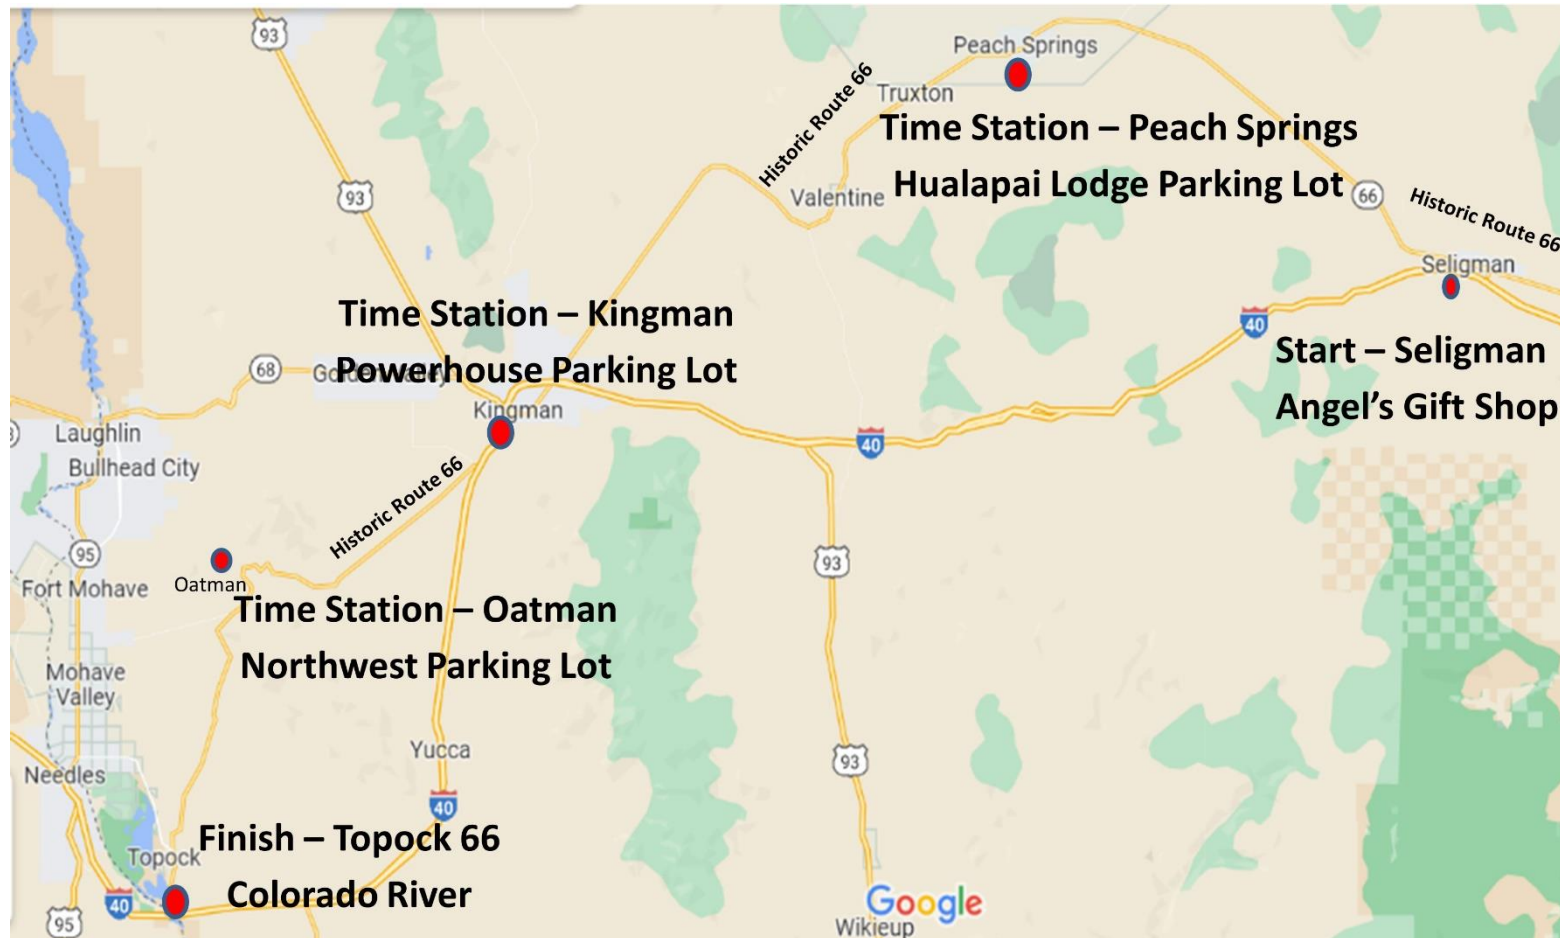 93
Peach Springs
Truxton
Historic Route 66
Time Station – Peach Springs
Hualapai Lodge Parking Lot
93
Valentine
66
Historic Route 66
Seligman
Time Station – Kingman
Powerhouse Parking Lot
40
Start – Seligman
Angel's Gift Shop
68
Kingman
Laughlin
Bullhead City
40
Historic Route 66
95
Fort Mohave
Oatman
93
Time Station – Oatman
Northwest Parking Lot
Mohave
Valley
Yucca
93
Needles
40
Finish – Topock 66
Colorado River
Topock
40
95
Google
Wikieup